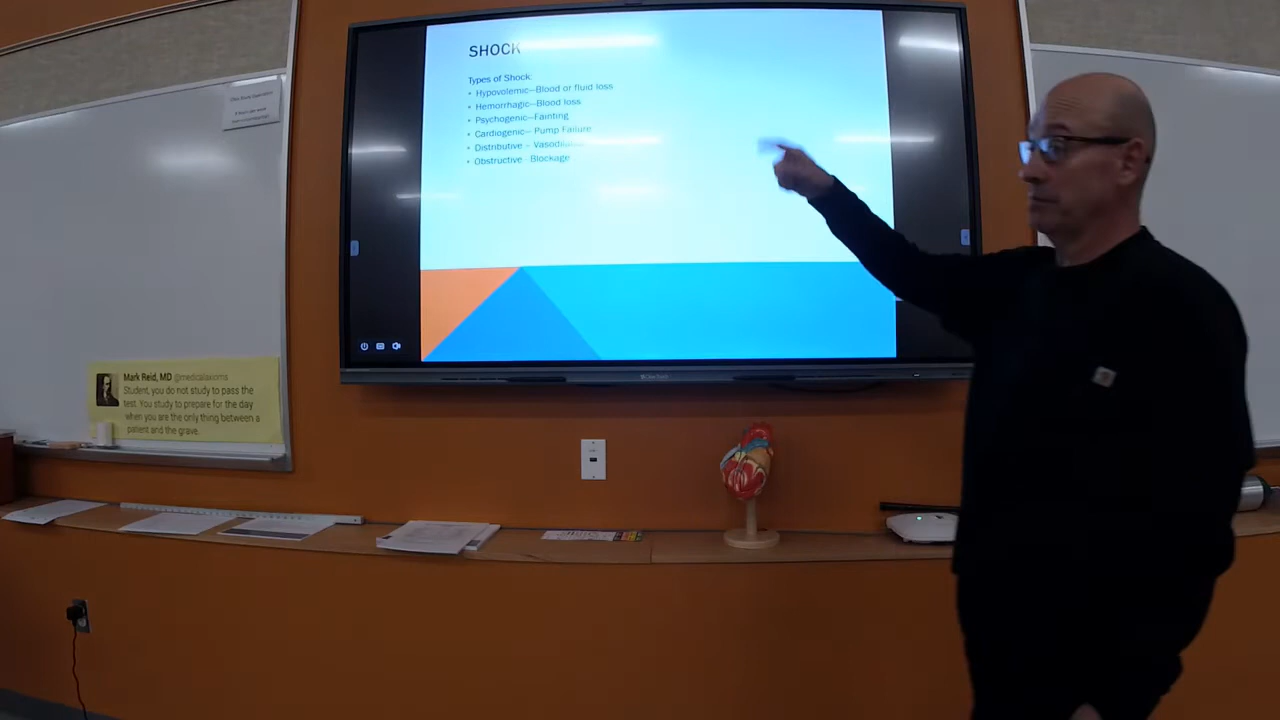 SHOCK
Types of Shock:
• Hypovolemic–Blood or fluid loss
• Hemorrhagic–Blood loss
• Psychogenic–Fainting
• Cardiogenic– Pump Failure
• Distributive –
• Obstructive - Blockage
Mark Reid, MD @medicalaxioms
Student, you do not study to pass the
test. You study to prepare for the day
when you are the only thing between a
patient and the grave.